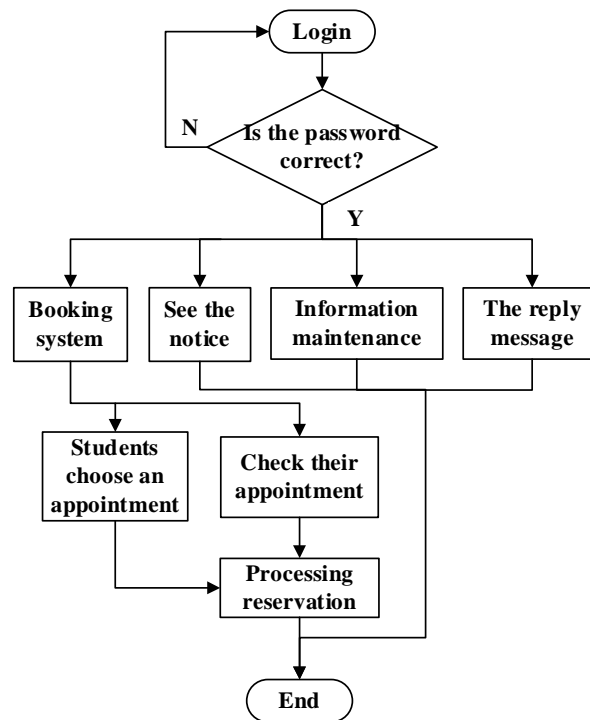 Login
N
Is the password
correct?
Y
Booking
system
See the
notice
Information
maintenance
The reply
message
Students
choose an
appointment
Check their
appointment
Processing
reservation
End